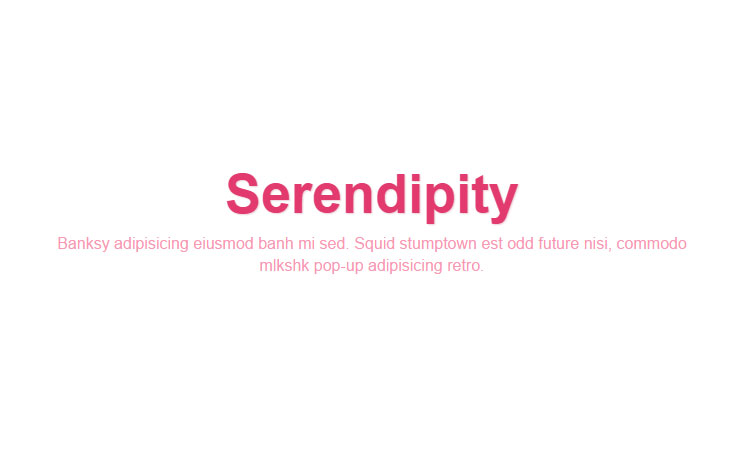 Serendipity
Banksy adipisicing eiusmod banh mi sed. Squid stumptown est odd future nisi, commodo
mlkshk pop-up adipisicing retro.